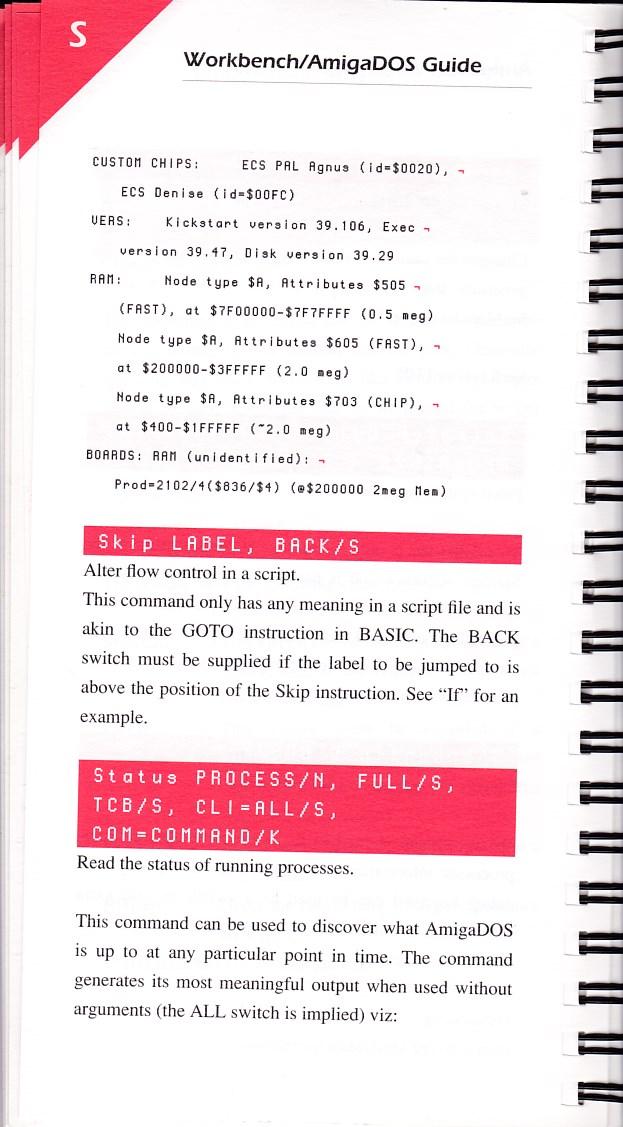 S
Workbench/AmigaDOS Guide
CUSTOM CHIPS: ECS PAL Agnus (id=$0020), ¬
ECS Denise (id=$00FC)
VERS: Kickstart version 39.106, Exec ¬
version 39.47, Disk version 39.29
RAM: Node type $A, Attributes $505 ¬
(FAST), at $7F00000-$7F7FFFF (0.5 meg)
Node type $A, Attributes $605 (FAST), ¬
at $200000-$3FFFFF (2.0 meg)
Node type $A, Attributes $703 (CHIP), ¬
at $400-$1FFFFF (~2.0 meg)
BOARDS: RAM (unidentified): ¬
Prod=2102/4($836/$4) (@$200000 2meg Mem)
Skip LABEL, BACK/S
Alter flow control in a script.
This command only has any meaning in a script file and is
akin to the GOTO instruction in BASIC. The BACK
switch must be supplied if the label to be jumped to is
above the position of the Skip instruction. See “If” for an
example.
Status PROCESS/N, FULL/S,
TCB/S, CLI=ALL/S,
COM=COMMAND/K
Read the status of running processes.
This command can be used to discover what AmigaDOS
is up to at any particular point in time. The command
generates its most meaningful output when used without
arguments (the ALL switch is implied) viz: